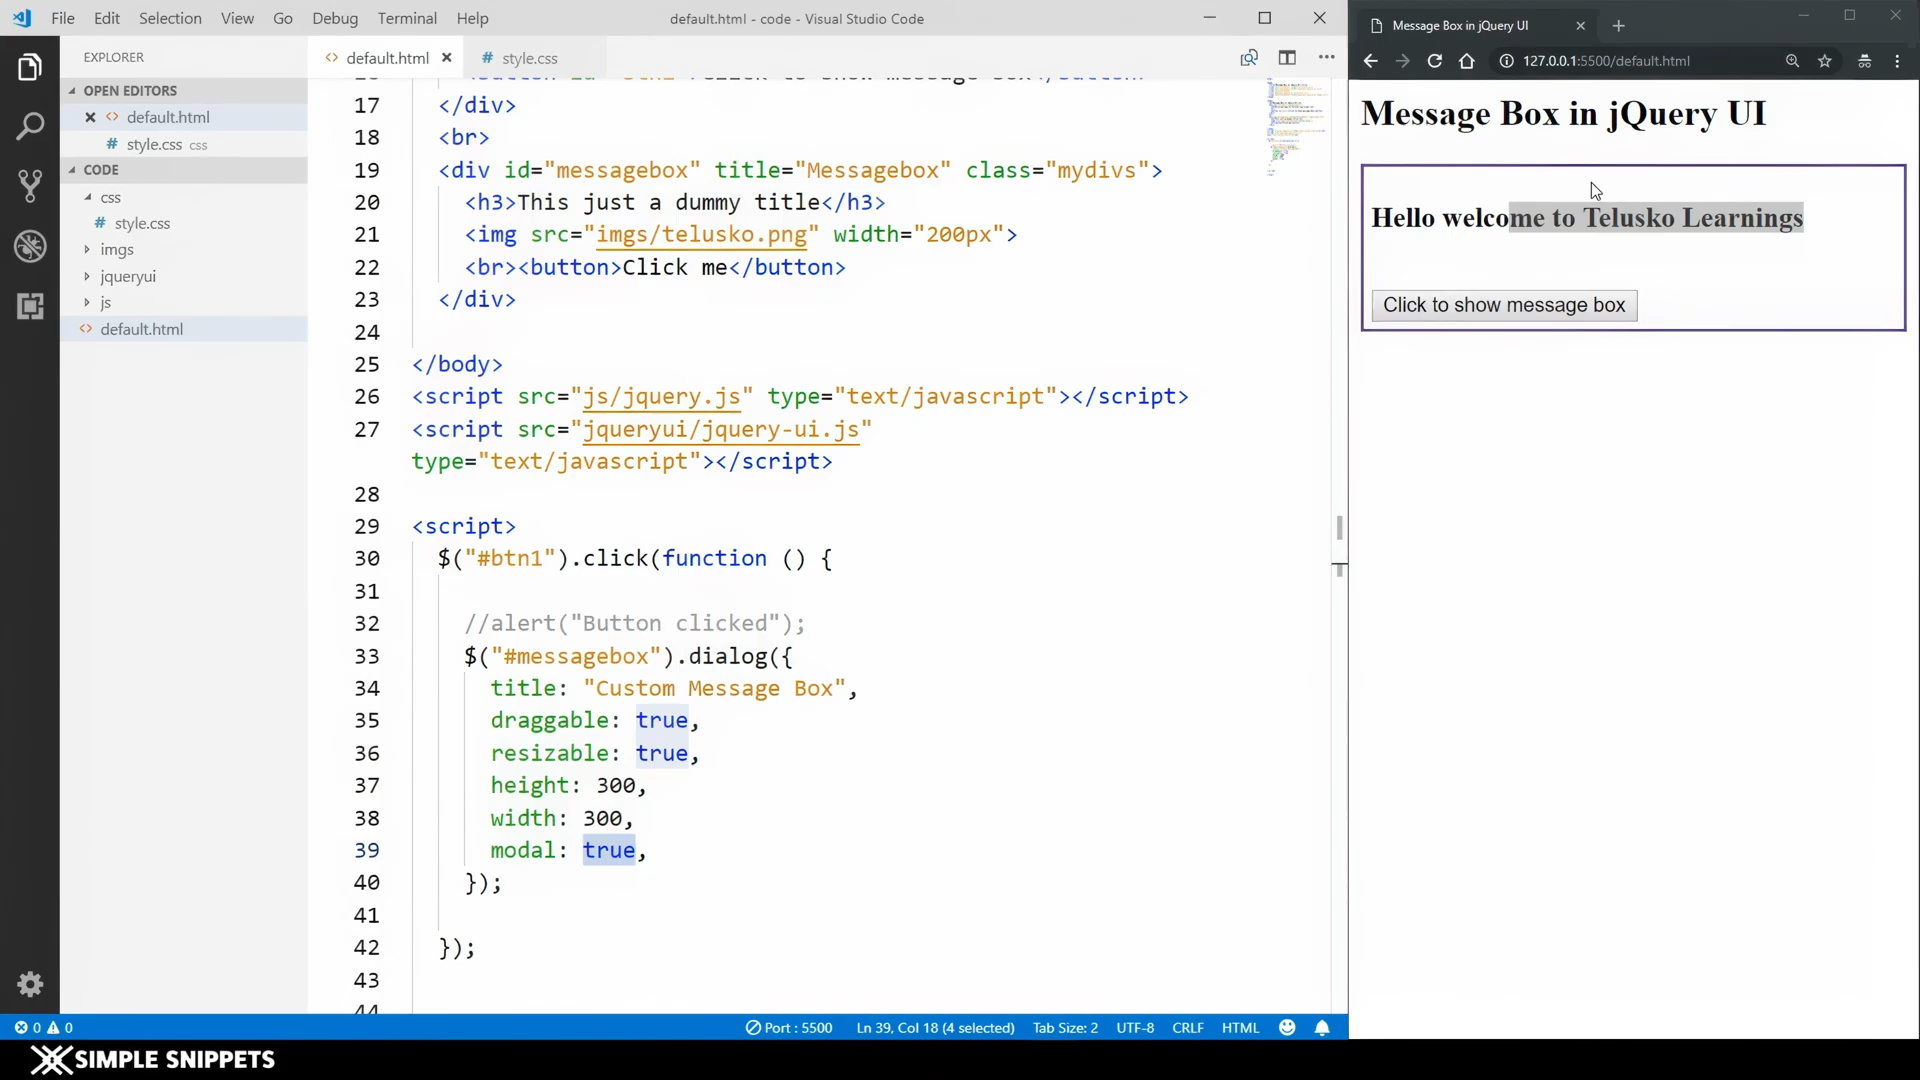 File Edit Selection View Go Debug Terminal Help
default.html - code - Visual Studio Code
EXPLORER
OPEN EDITORS
default.html
style.css css
CODE
css
style.css
imgs
jqueryui
js
default.html
default.html
style.css
17 </div>
18 <br>
19 <div id="messagebox" title="Messagebox" class="mydivs">
20 <h3>This just a dummy title</h3>
21 <img src="imgs/telusko.png" width="200px">
22 <br><button>Click me</button>
23 </div>
24
25 </body>
26 <script src="js/jquery.js" type="text/javascript"></script>
27 <script src="jqueryui/jquery-ui.js"
type="text/javascript"></script>
28
29 <script>
30 $("#btn1").click(function () {
31
32 //alert("Button clicked");
33 $("#messagebox").dialog({
34 title: "Custom Message Box",
35 draggable: true,
36 resizable: true,
37 height: 300,
38 width: 300,
39 modal: true,
40 });
41
42 });
43
44
0 0
Port : 5500 Ln 39, Col 18 (4 selected) Tab Size: 2 UTF-8 CRLF HTML
Message Box in jQuery UI
127.0.0.1:5500/default.html
Message Box in jQuery UI
Hello welcome to Telusko Learnings
Click to show message box
SIMPLE SNIPPETS